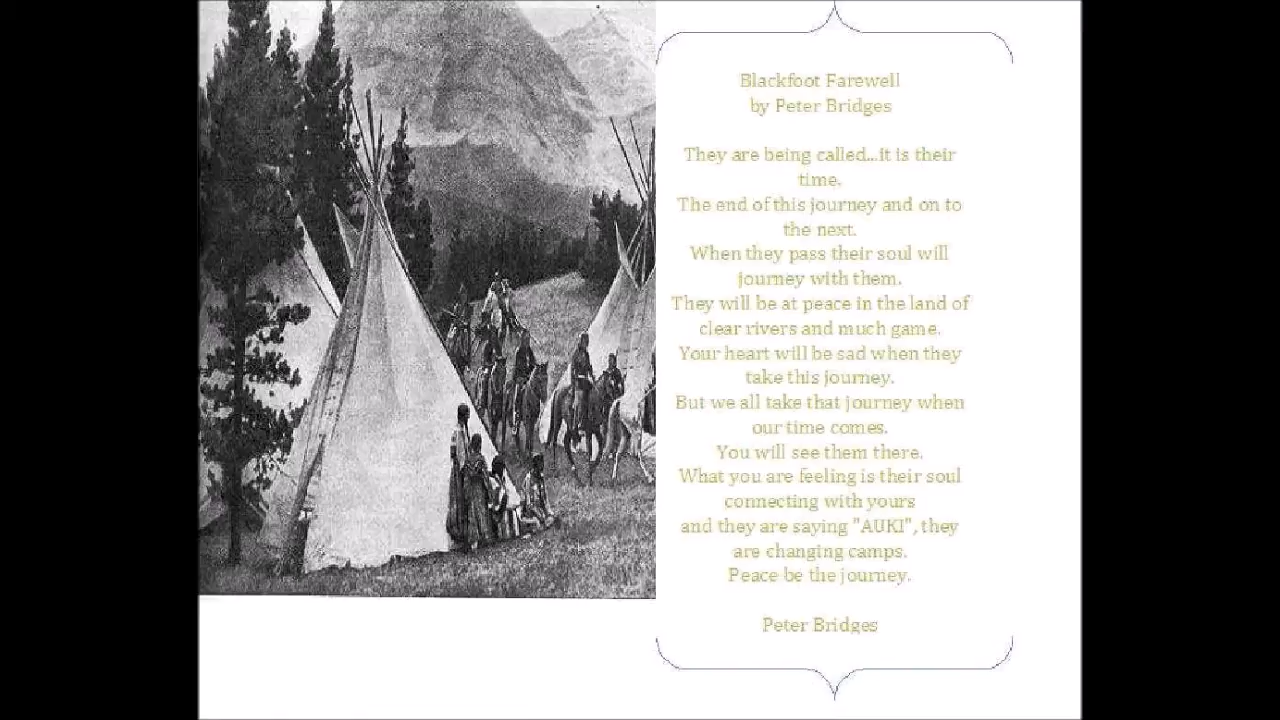 Blackfoot Farewell
by Peter Bridges
They are being called...it is their
time.
The end of this journey and on to
the next.
When they pass their soul will
journey with them.
They will be at peace in the land of
clear rivers and much game.
Your heart will be sad when they
take this journey.
But we all take that journey when
our time comes.
You will see them there.
What you are feeling is their soul
connecting with yours
and they are saying "AUKI", they
are changing camps.
Peace be the journey.
Peter Bridges